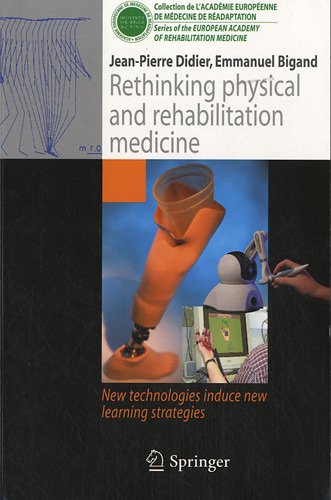 Collection de L'ACADÉMIE EUROPÉENNE
DE MÉDECINE DE RÉADAPTATION
Series of the EUROPEAN ACADEMY
OF REHABILITATION MEDICINE
Jean-Pierre Didier, Emmanuel Bigand
Rethinking physical
and rehabilitation
medicine
New technologies induce new
learning strategies
Springer